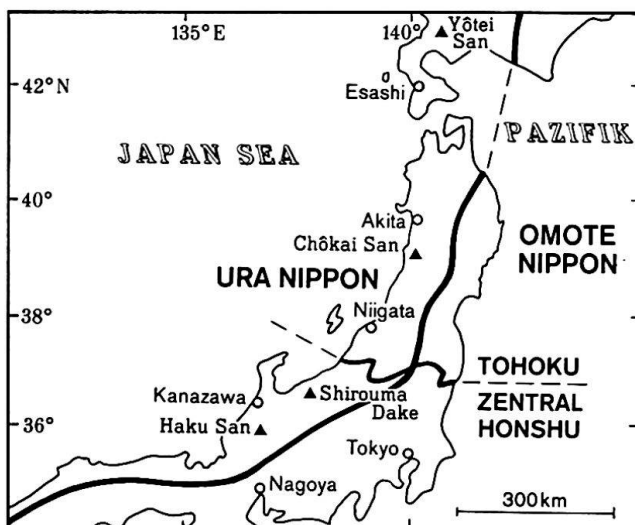 135°E
140°
Yôtei
San
42°N
Esashi
JAPAN SEA
PAZIFIK
40°
Akita
Chôkai San
OMOTE
NIPPON
URA NIPPON
38°
Niigata
TOHOKU
Kanazawa
Shirouma
Dake
ZENTRAL
HONSHU
36°
Haku San
Tokyo
Nagoya
300km